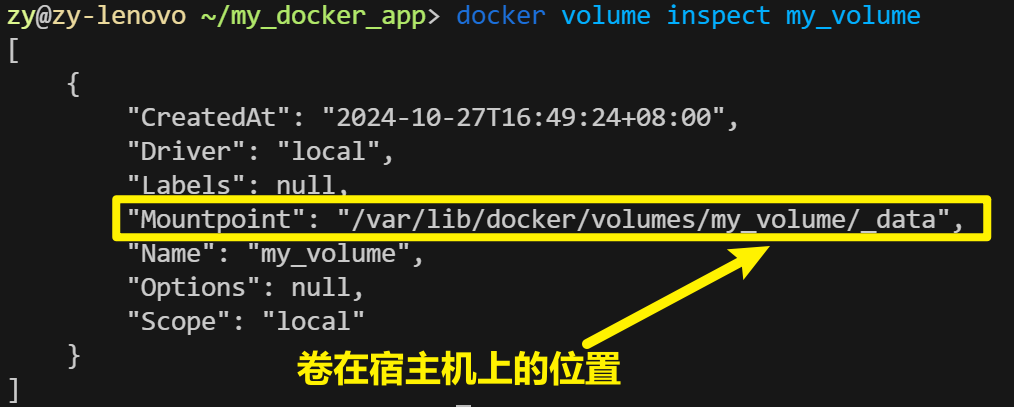 zy@zy-lenovo ~/my_docker_app> docker volume inspect my_volume
[
    {
        "CreatedAt": "2024-10-27T16:49:24+08:00",
        "Driver": "local",
        "Labels": null,
        "Mountpoint": "/var/lib/docker/volumes/my_volume/_data",
        "Name": "my_volume",
        "Options": null,
        "Scope": "local"
    }
卷在宿主机上的位置
]